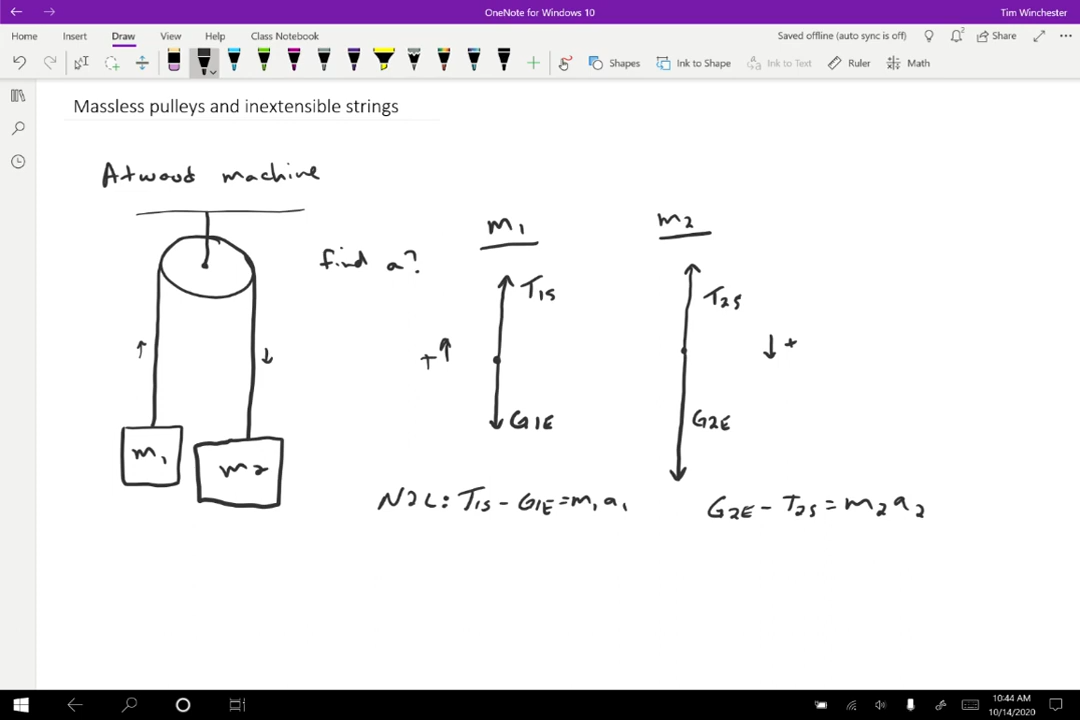 OneNote for Windows 10
Tim Winchester
Home Insert Draw View Help Class Notebook
Saved offline (auto sync is off) Share
Shapes Ink to Shape Ink to Text Ruler Math
Massless pulleys and inextensible strings
Atwood machine
find a?
m₁
m₂
T1S
T2S
+
+
G1E
G2E
m₁
m2
N2L: T1S - G1E = m₁a₁
G2E - T2S = m₂a₂
10:44 AM
10/14/2020